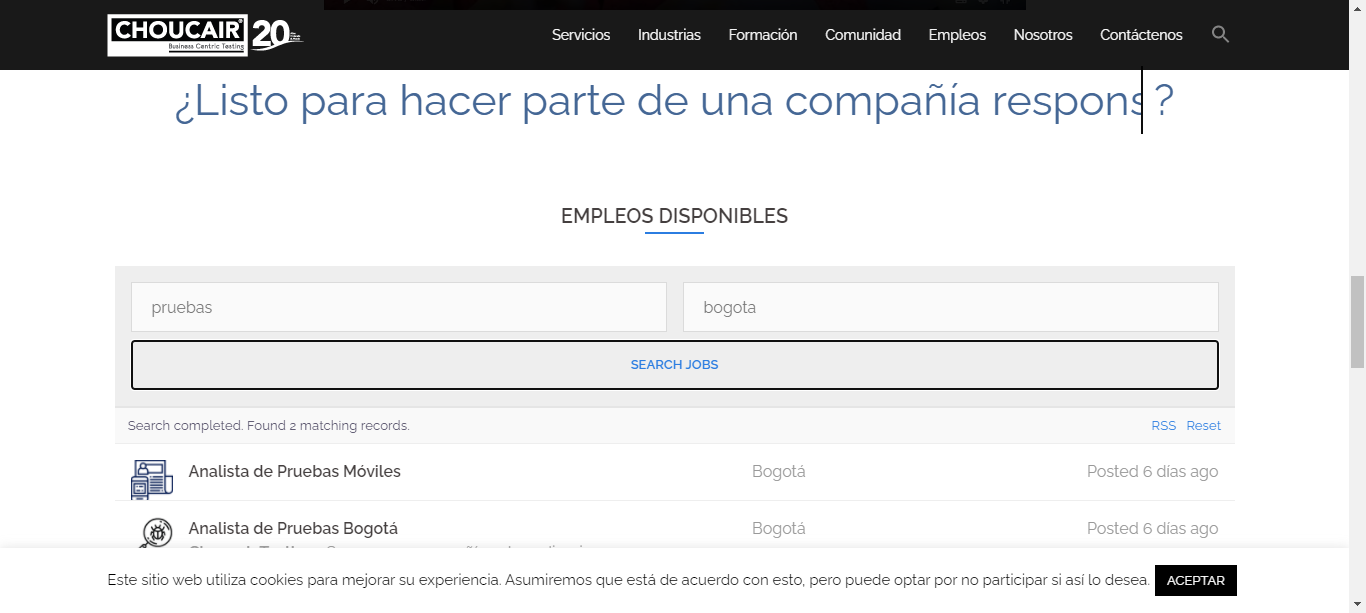 CHOUCAIR® 20
Business Centric Testing
Servicios Industrias Formación Comunidad Empleos Nosotros Contáctenos
¿Listo para hacer parte de una compañía respons?
EMPLEOS DISPONIBLES
pruebas bogota
SEARCH JOBS
Search completed. Found 2 matching records. RSS Reset
Analista de Pruebas Móviles Bogotá Posted 6 días ago
Analista de Pruebas Bogotá Bogotá Posted 6 días ago
Este sitio web utiliza cookies para mejorar su experiencia. Asumiremos que está de acuerdo con esto, pero puede optar por no participar si así lo desea. ACEPTAR